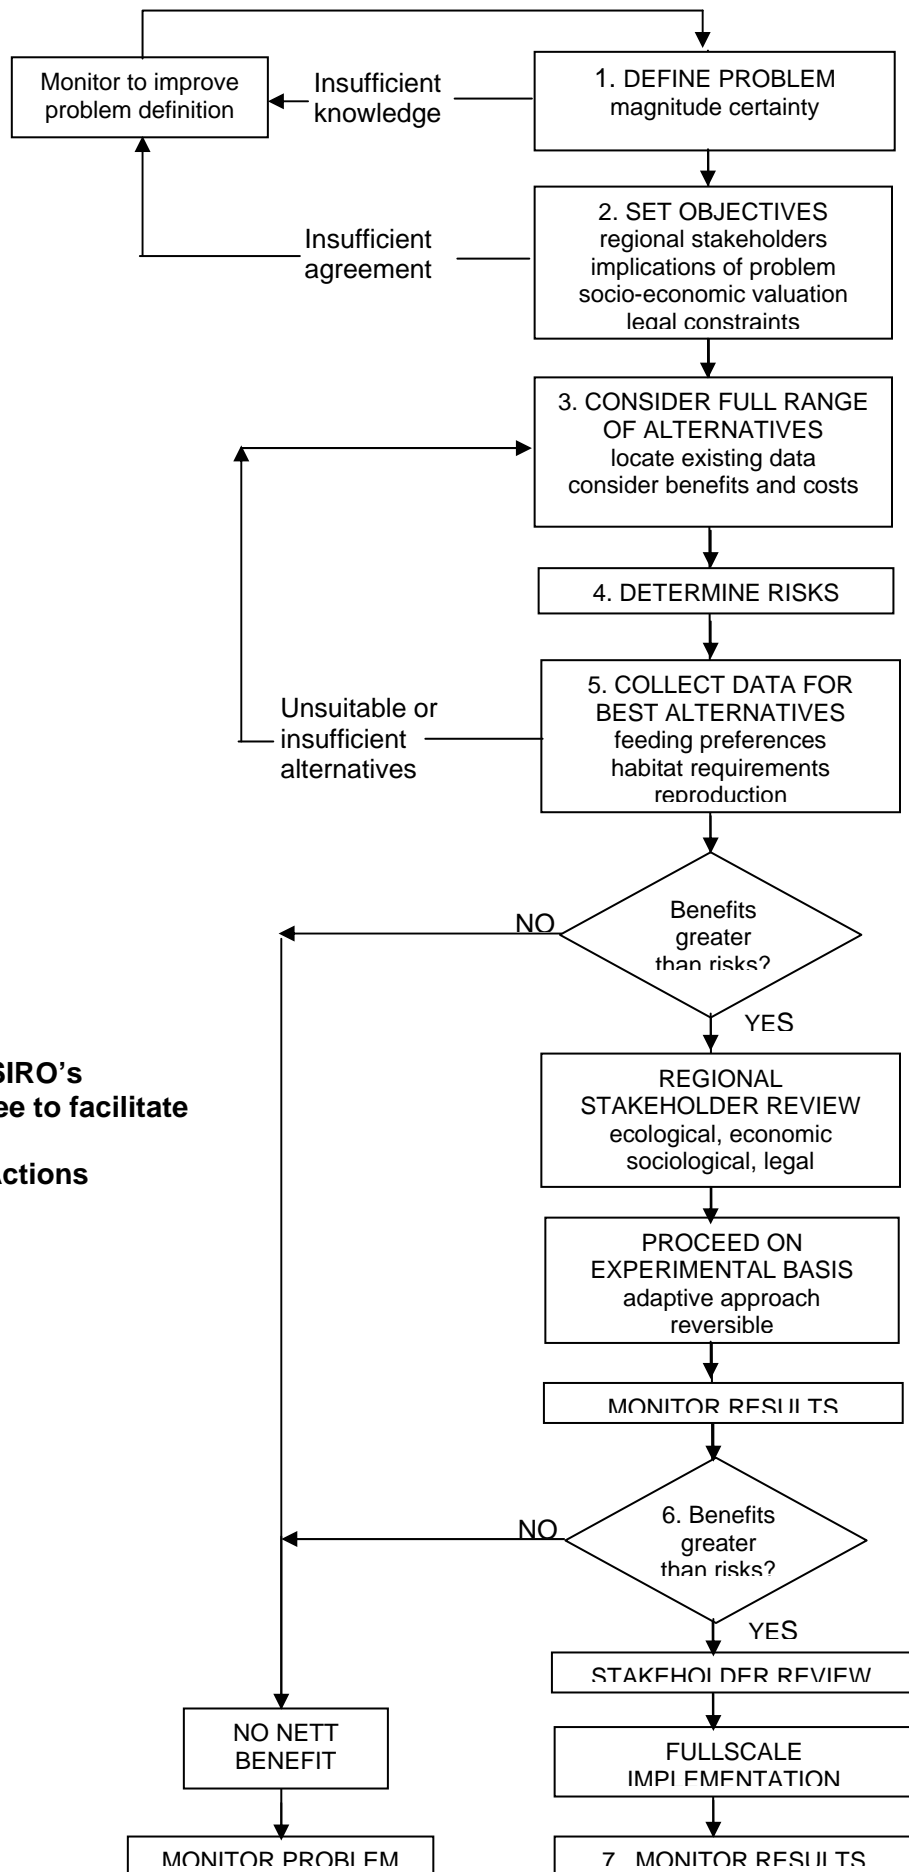 Monitor to improve
problem definition
Insufficient
knowledge
1. DEFINE PROBLEM
magnitude certainty
2. SET OBJECTIVES
regional stakeholders
implications of problem
socio-economic valuation
legal constraints
Insufficient
agreement
3. CONSIDER FULL RANGE
OF ALTERNATIVES
locate existing data
consider benefits and costs
4. DETERMINE RISKS
5. COLLECT DATA FOR
BEST ALTERNATIVES
feeding preferences
habitat requirements
reproduction
Unsuitable or
insufficient
alternatives
Benefits
greater
than risks?
NO
YES
SIRO's
ee to facilitate
Actions
REGIONAL
STAKEHOLDER REVIEW
ecological, economic
sociological, legal
PROCEED ON
EXPERIMENTAL BASIS
adaptive approach
reversible
MONITOR RESULTS
6. Benefits
greater
than risks?
NO
YES
STAKEHOLDER REVIEW
NO NETT
BENEFIT
FULLSCALE
IMPLEMENTATION
MONITOR PROBLEM
7. MONITOR RESULTS